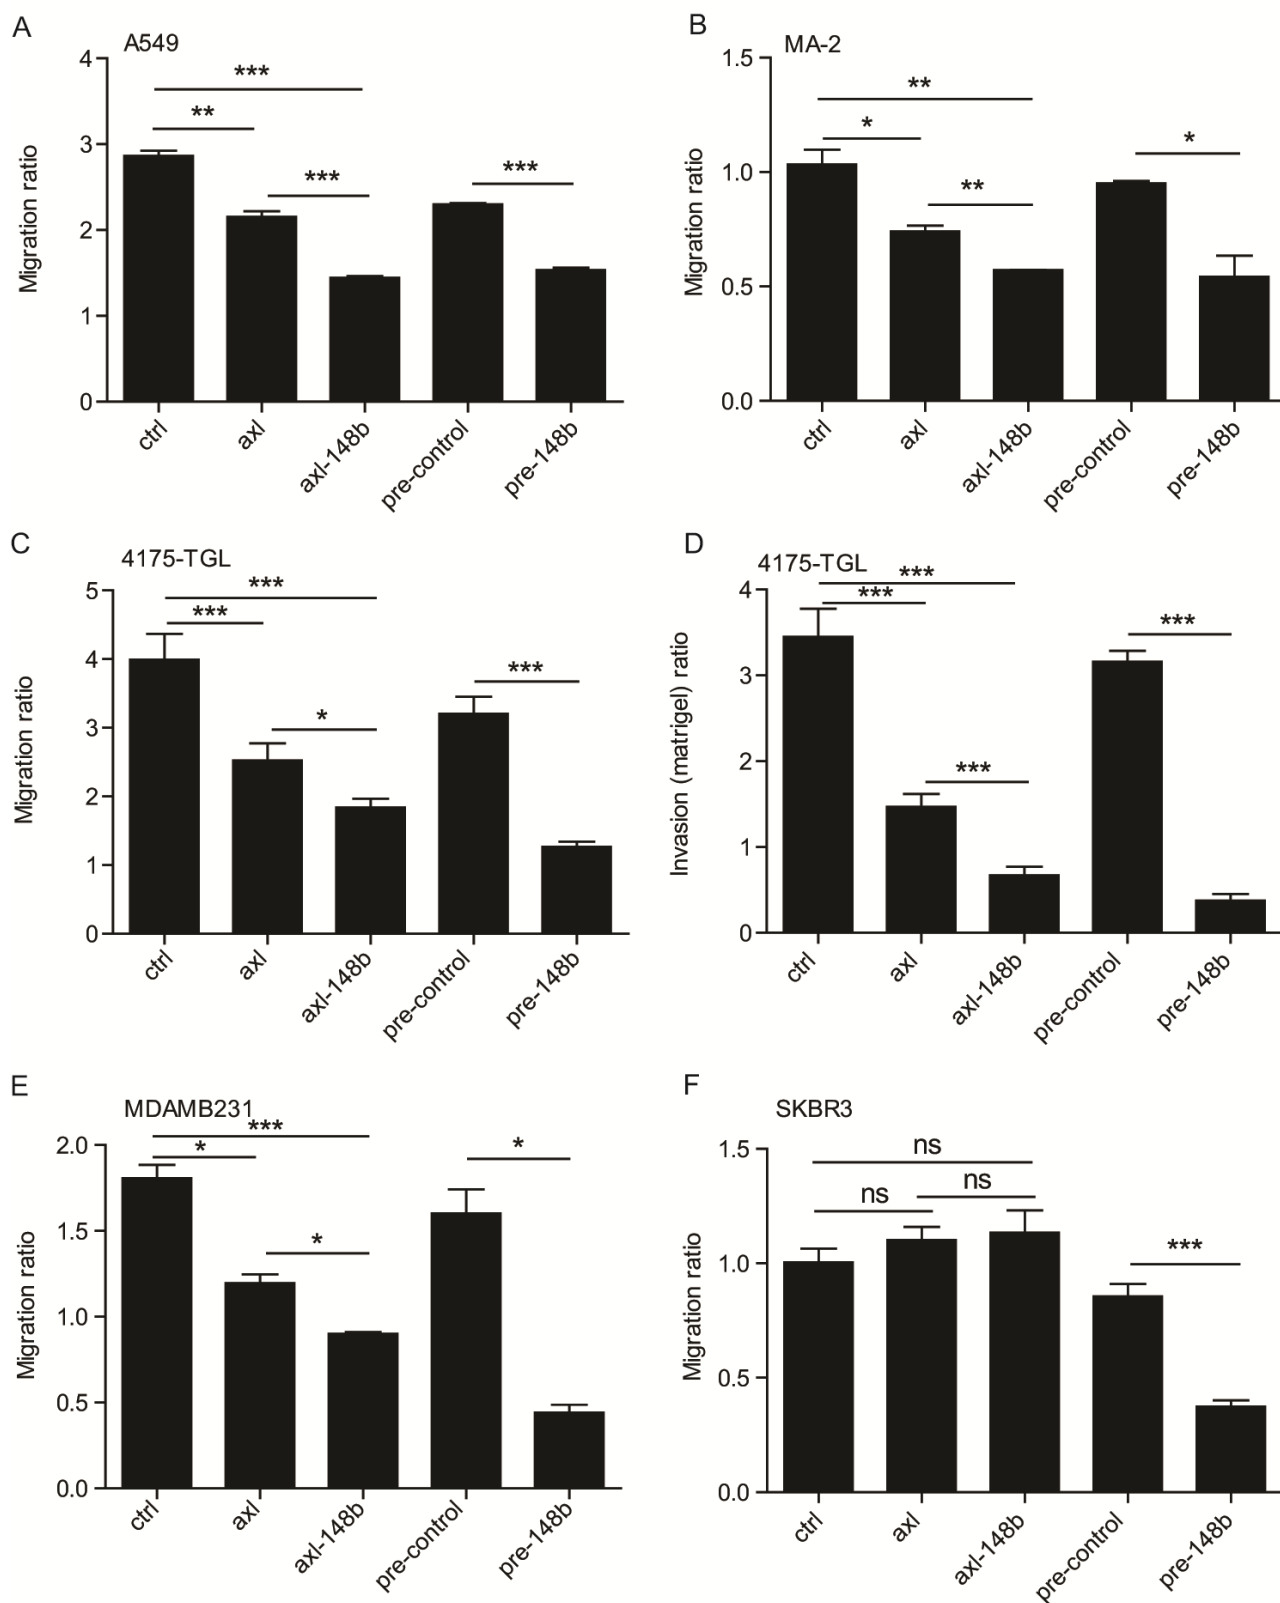 A
A549
Migration ratio
4
3
2
1
0
***
**
***
***
ctrl
axl
axl-148b
pre-control
pre-148b
B
MA-2
Migration ratio
1.5
1.0
0.5
0.0
**
*
**
*
ctrl
axl
axl-148b
pre-control
pre-148b
C
4175-TGL
Migration ratio
5
4
3
2
1
0
***
***
*
***
ctrl
axl
axl-148b
pre-control
pre-148b
D
4175-TGL
Invasion (matrigel) ratio
4
3
2
1
0
***
***
***
***
ctrl
axl
axl-148b
pre-control
pre-148b
E
MDAMB231
Migration ratio
2.0
1.5
1.0
0.5
0.0
***
*
*
*
ctrl
axl
axl-148b
pre-control
pre-148b
F
SKBR3
Migration ratio
1.5
1.0
0.5
0.0
ns
ns
ns
***
ctrl
axl
axl-148b
pre-control
pre-148b